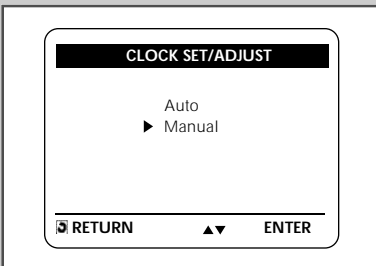 CLOCK SET/ADJUST
Auto
► Manual
RETURN ▲▼ ENTER